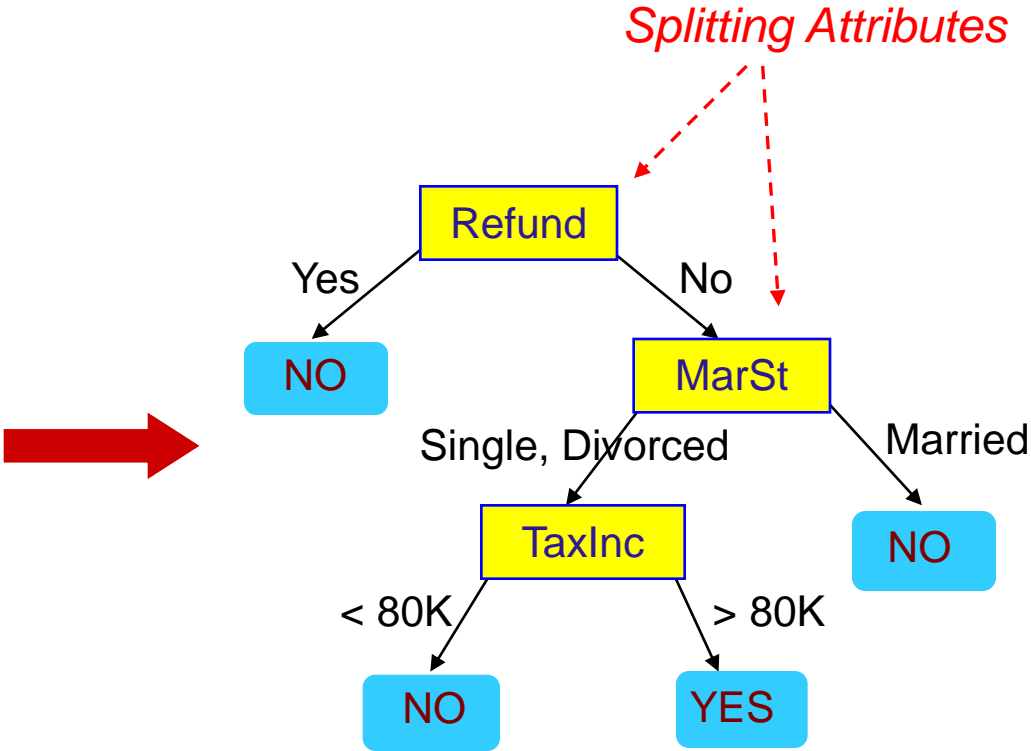 Splitting Attributes
Refund
Yes
No
NO
MarSt
Single, Divorced
Married
TaxInc
NO
< 80K
> 80K
NO
YES